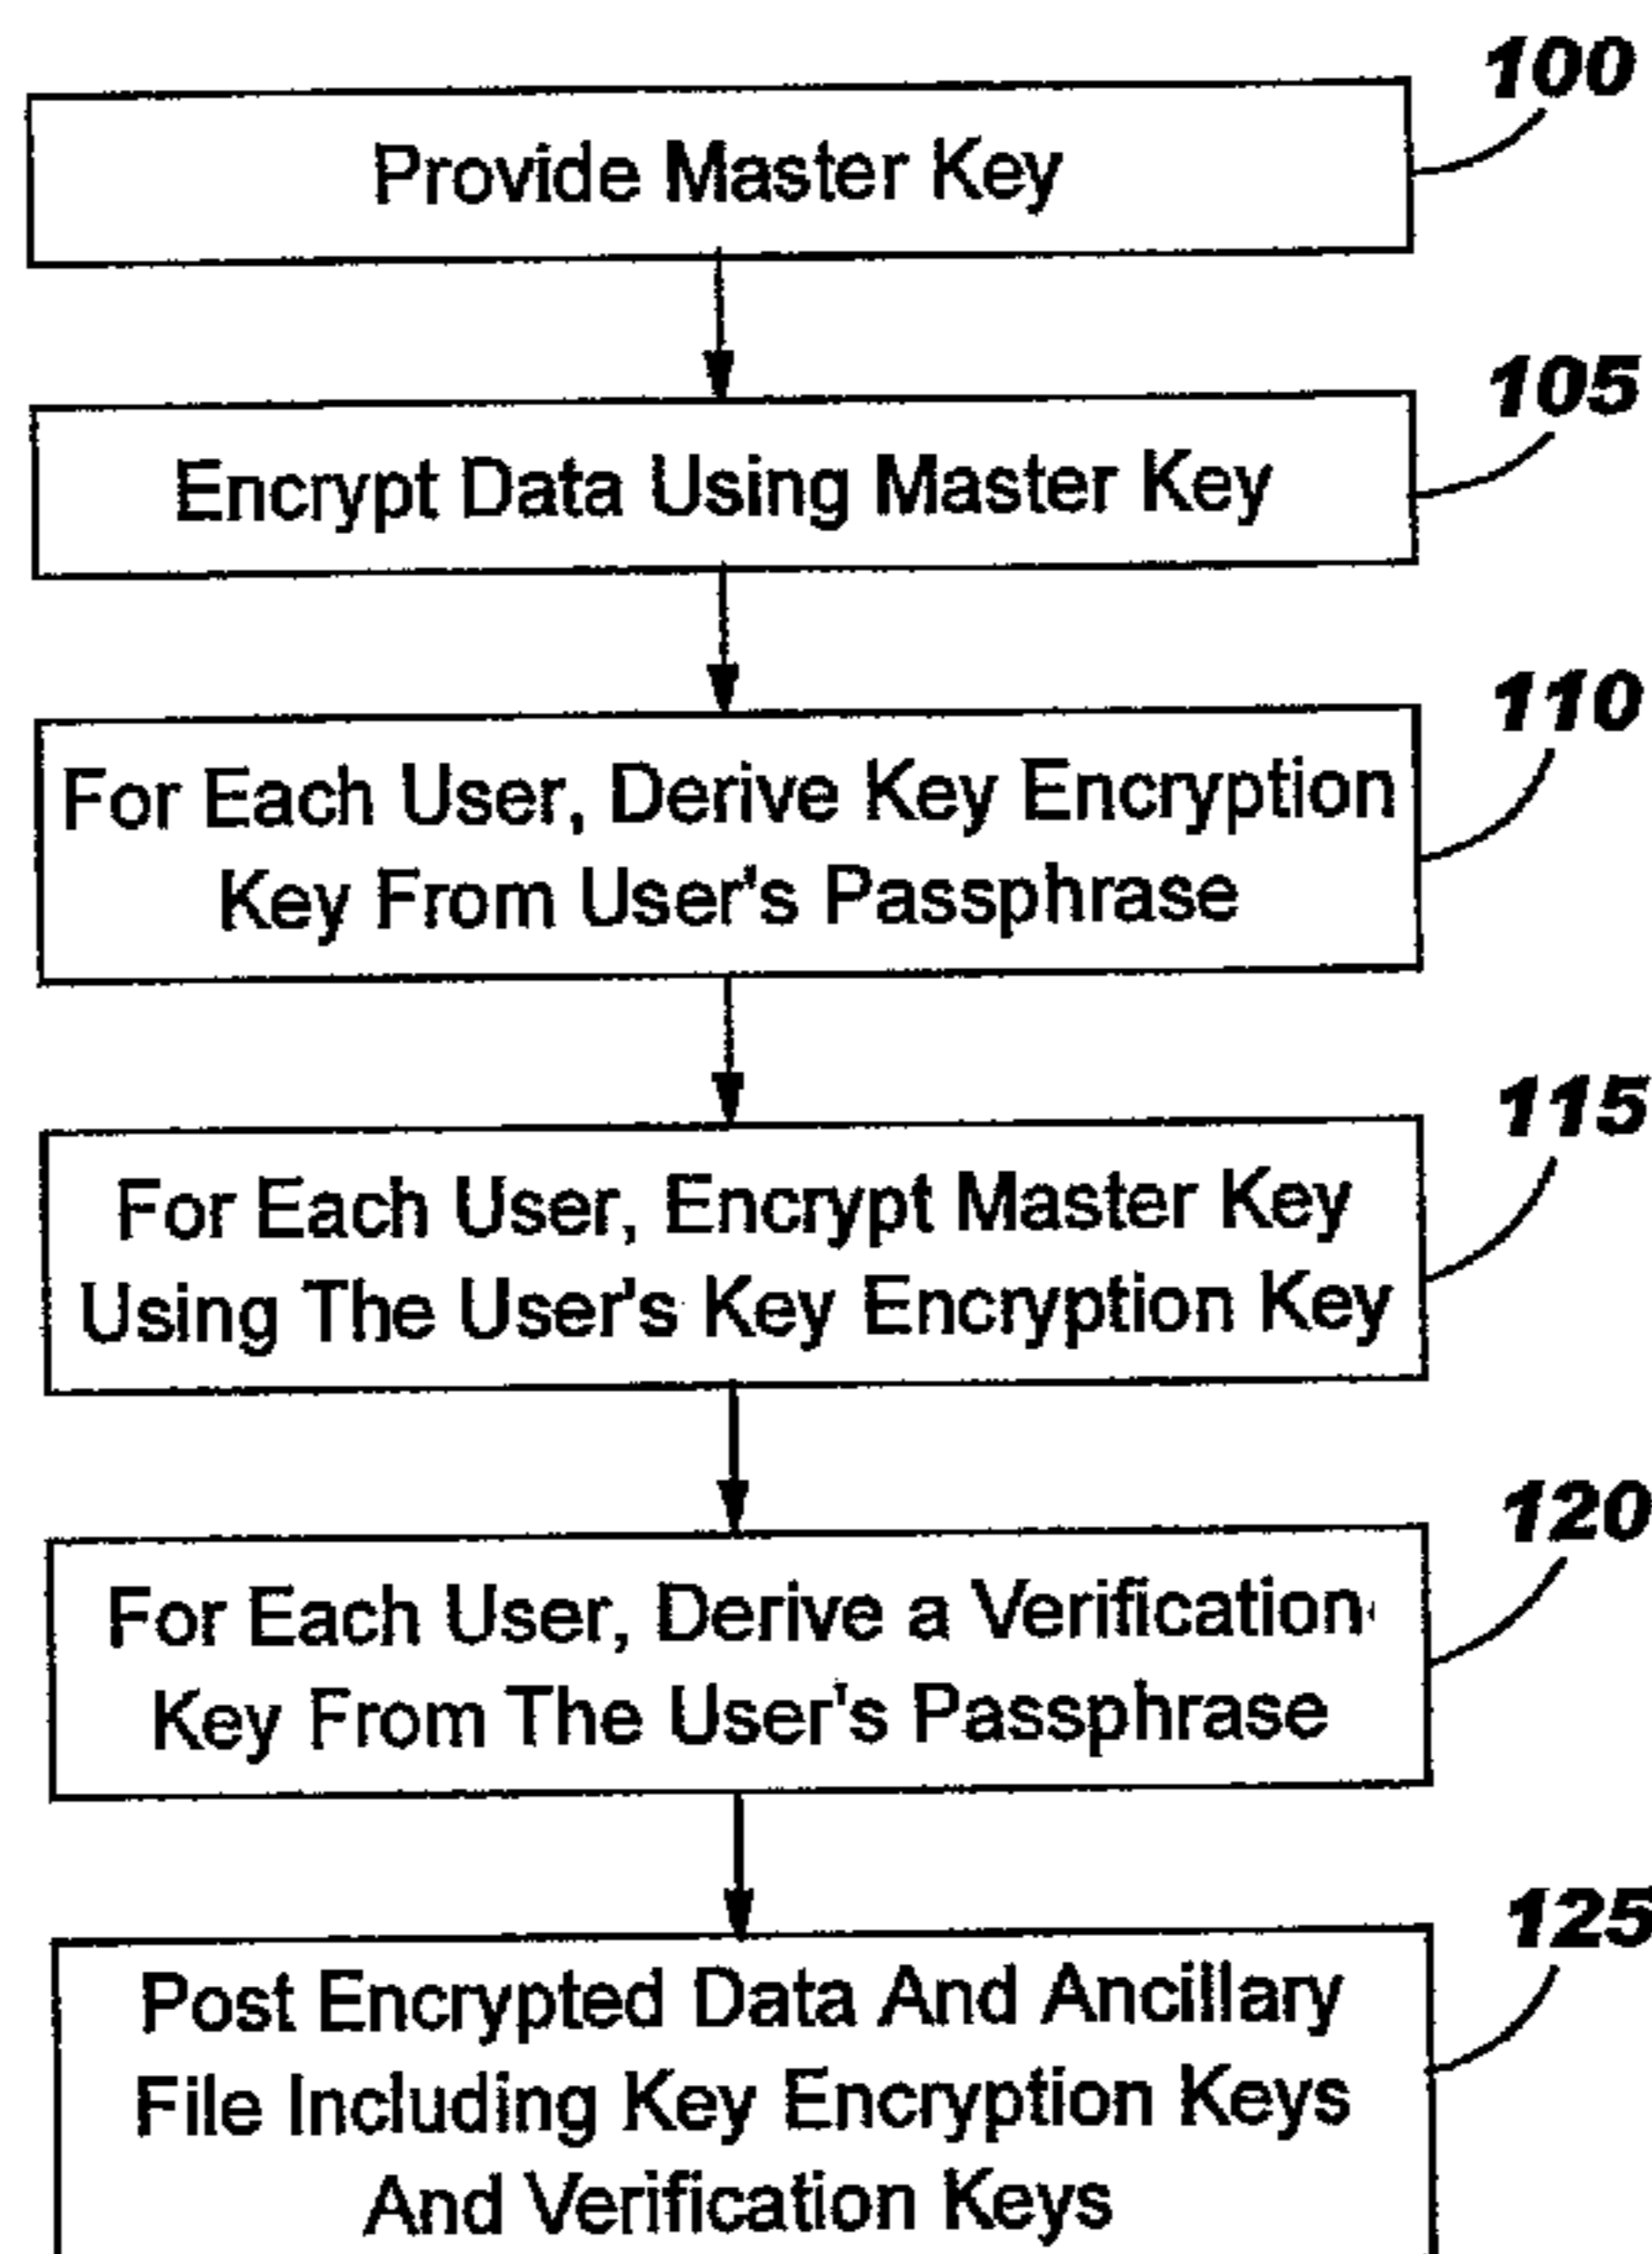 100
Provide Master Key
105
Encrypt Data Using Master Key
110
For Each User, Derive Key Encryption
Key From User's Passphrase
115
For Each User, Encrypt Master Key
Using The User's Key Encryption Key
120
For Each User, Derive a Verification
Key From The User's Passphrase
125
Post Encrypted Data And Ancillary
File Including Key Encryption Keys
And Verification Keys